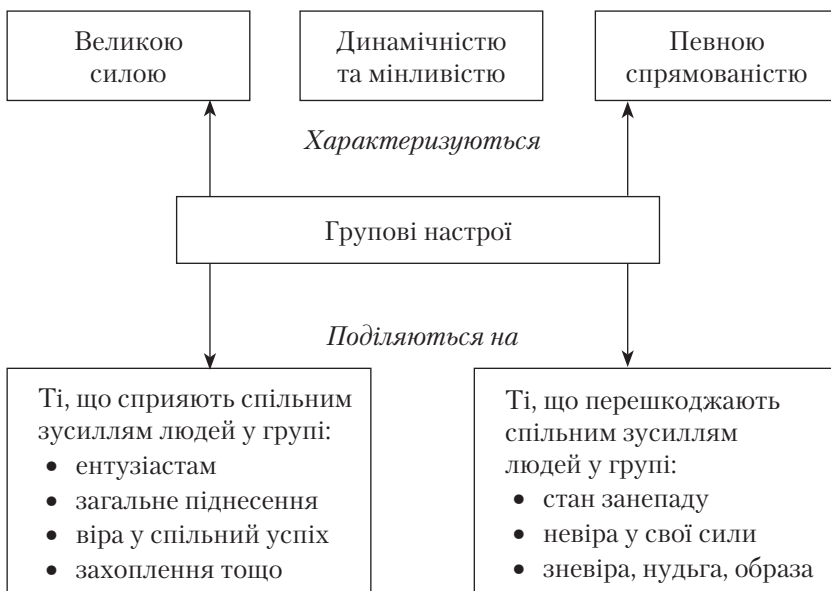 Великою
силою
Динамічністю
та мінливістю
Певною
спрямованістю
Характеризуються
Групові настрої
Поділяються на
Ті, що сприяють спільним
зусиллям людей у групі:
• ентузіастам
• загальне піднесення
• віра у спільний успіх
• захоплення тощо
Ті, що перешкоджають
спільним зусиллям
людей у групі:
• стан занепаду
• невіра у свої сили
• зневіра, нудьга, образа